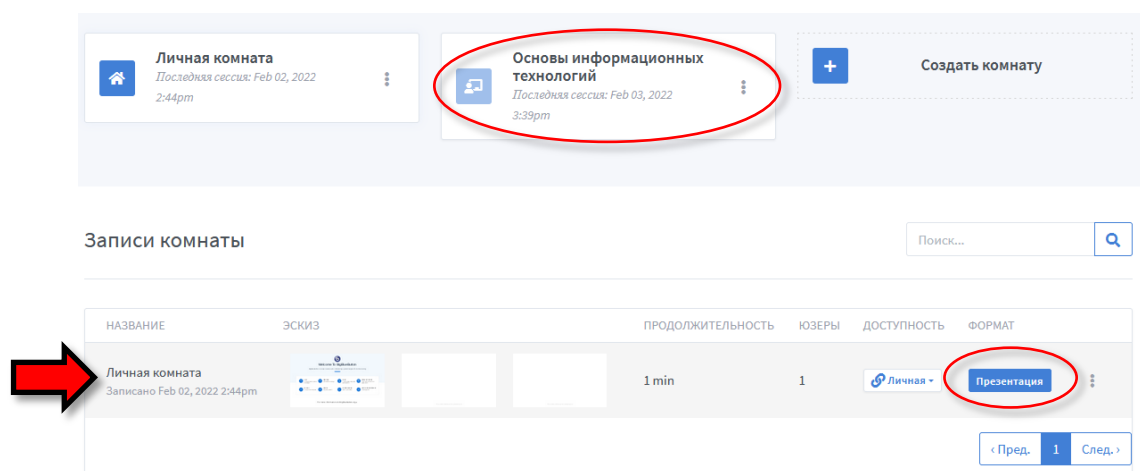 Личная комната
Последняя сессия: Feb 02, 2022
2:44pm
Основы информационных
технологий
Последняя сессия: Feb 03, 2022
3:39pm
+ Создать комнату
Записи комнаты
Поиск...
НАЗВАНИЕ ЭСКИЗ ПРОДОЛЖИТЕЛЬНОСТЬ ЮЗЕРЫ ДОСТУПНОСТЬ ФОРМАТ
Личная комната
Записано Feb 02, 2022 2:44pm
1 min 1 Личная Презентация
‹ Пред. 1 След. ›